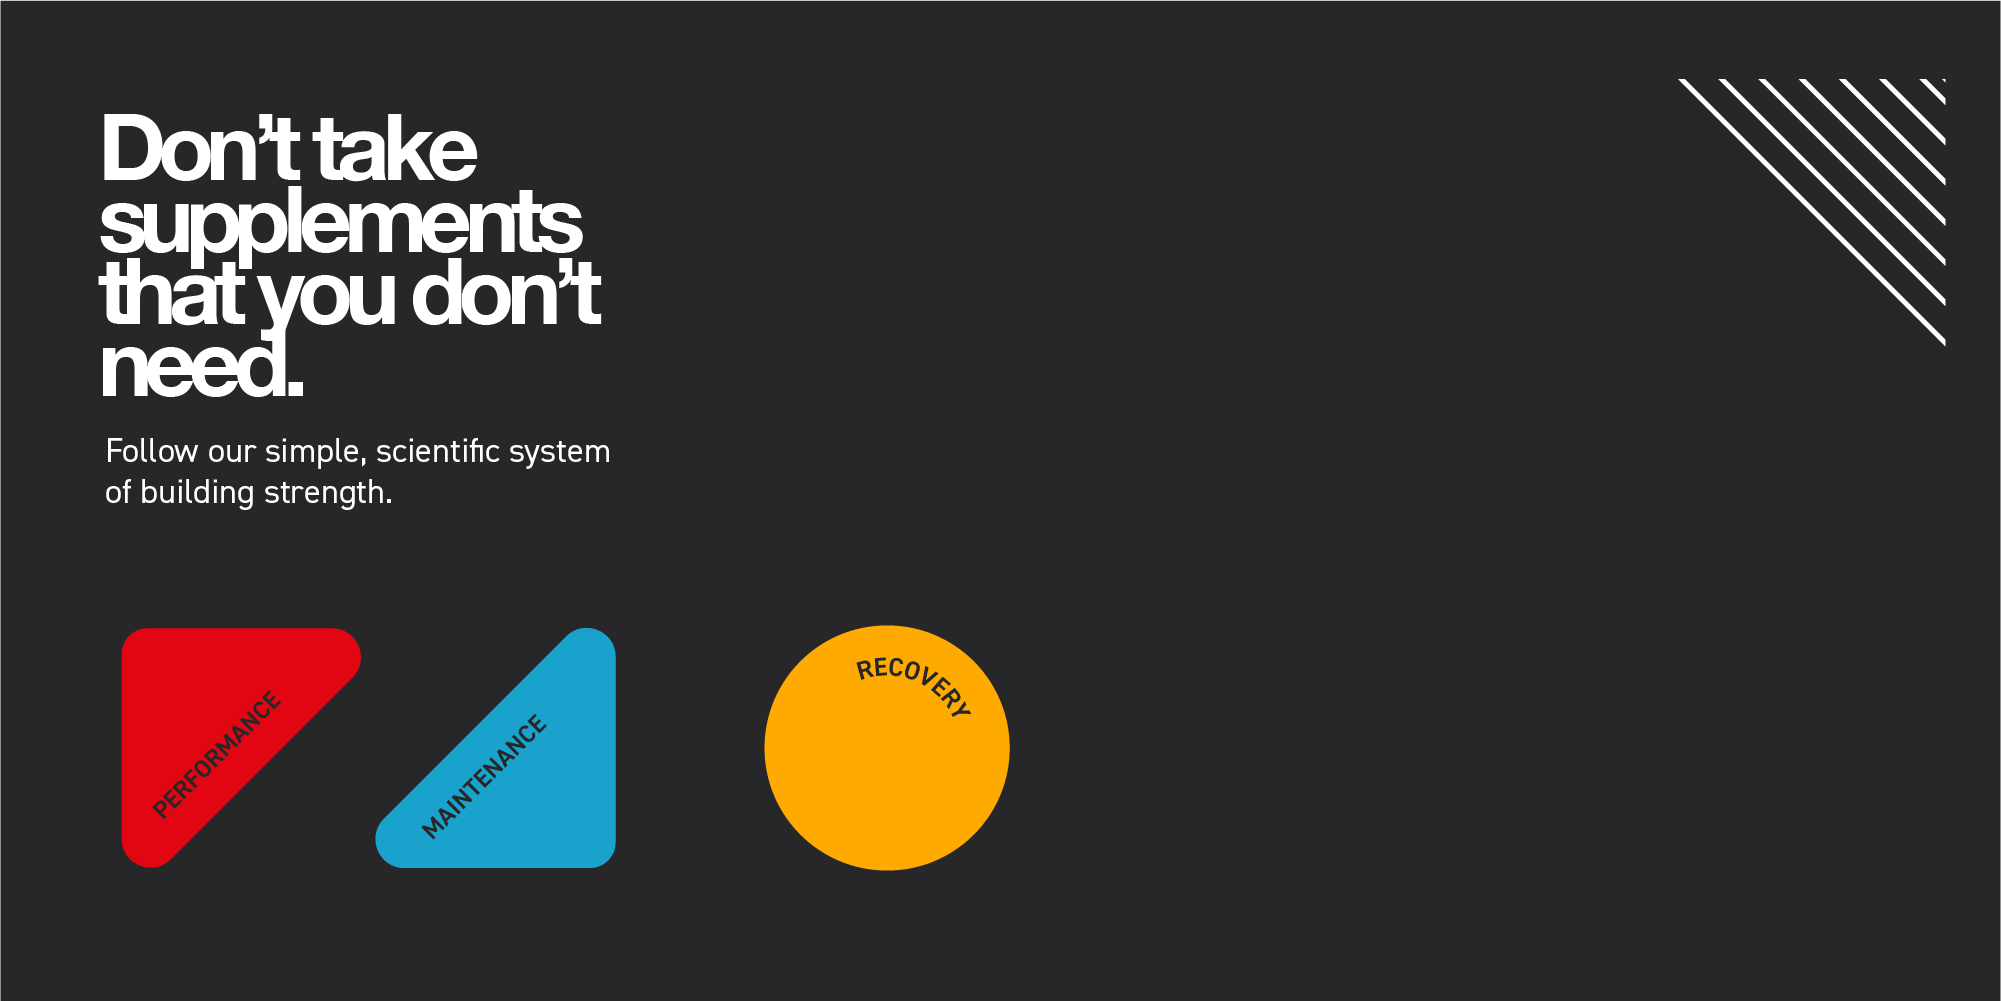 Don’t take
supplements
that you don’t
need.
Follow our simple, scientific system
of building strength.
PERFORMANCE
MAINTENANCE
RECOVERY